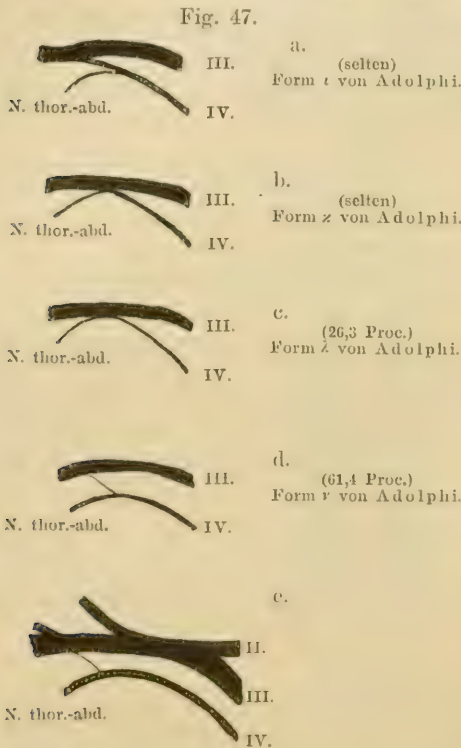 Fig. 47.
a.
(selten)
Form ι von Adolphi.
III.
N. thor.-abd.
IV.
b.
(selten)
Form ϰ von Adolphi.
III.
N. thor.-abd.
IV.
c.
(26,3 Proc.)
Form λ von Adolphi.
III.
N. thor.-abd.
IV.
d.
(61,4 Proc.)
Form ν von Adolphi.
III.
N. thor.-abd.
IV.
e.
II.
III.
N. thor.-abd.
IV.